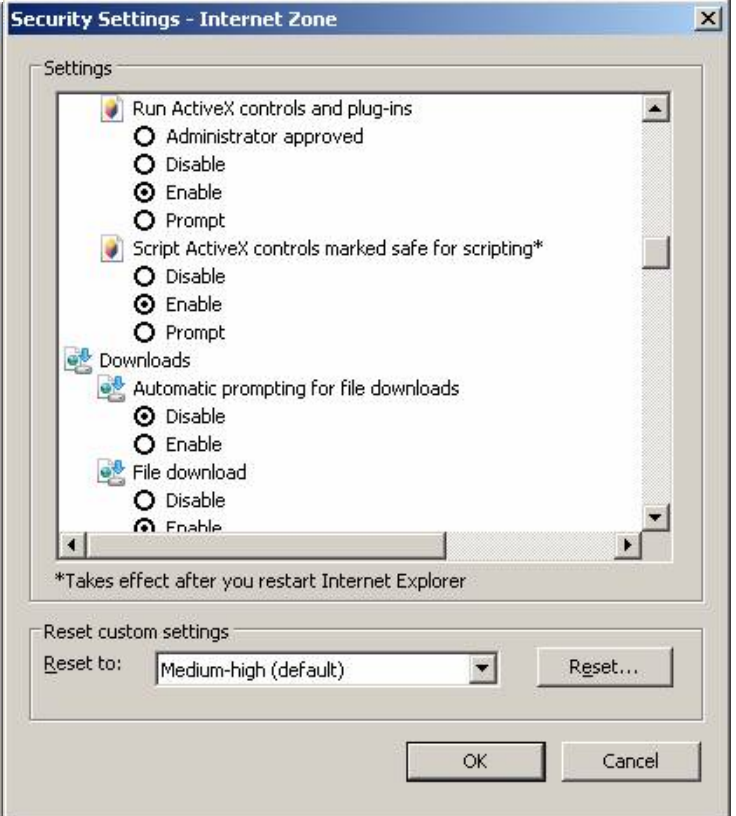 Security Settings - Internet Zone
Settings
Run ActiveX controls and plug-ins
Administrator approved
Disable
Enable
Prompt
Script ActiveX controls marked safe for scripting*
Disable
Enable
Prompt
Downloads
Automatic prompting for file downloads
Disable
Enable
File download
Disable
Enable
*Takes effect after you restart Internet Explorer
Reset custom settings
Reset to: Medium-high (default) Reset...
OK Cancel